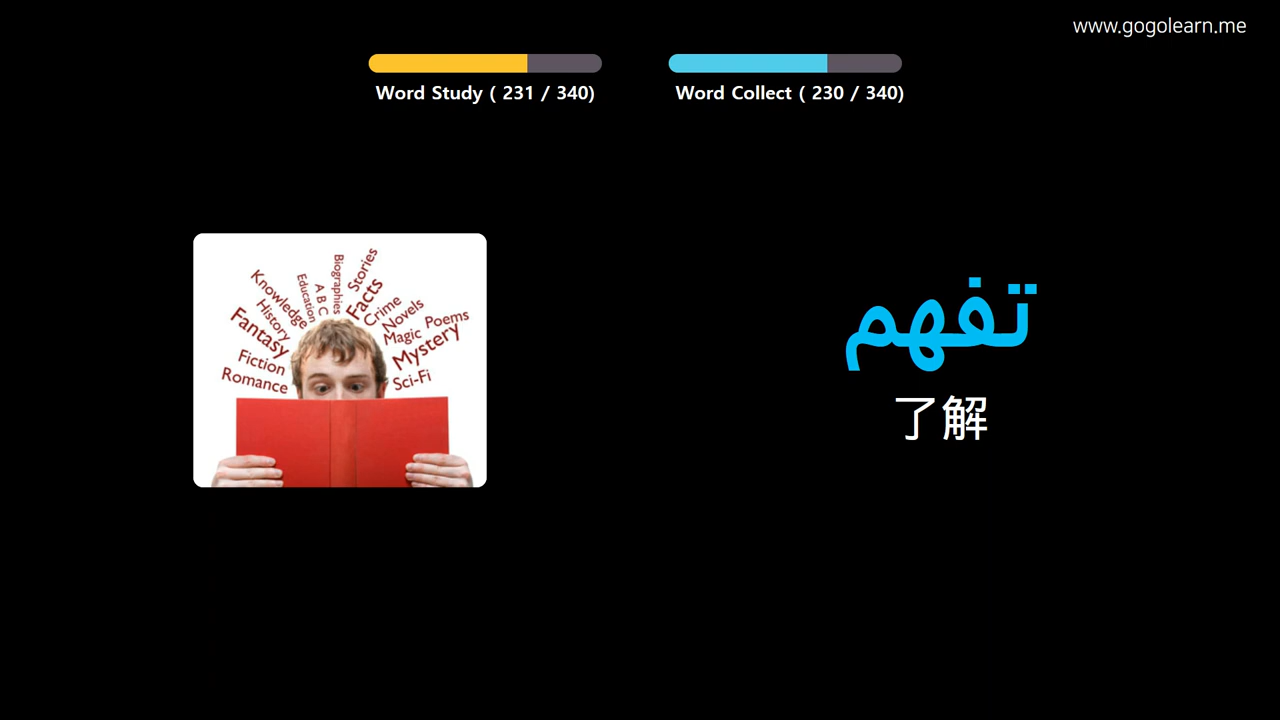 www.gogolearn.me
Word Study ( 231 / 340)
Word Collect ( 230 / 340)
Knowledge
History
Fantasy
Fiction
Romance
Education
A B C
Biographies
Stories
Facts
Crime
Novels
Magic
Poems
Mystery
Sci-Fi
تفهم
了解